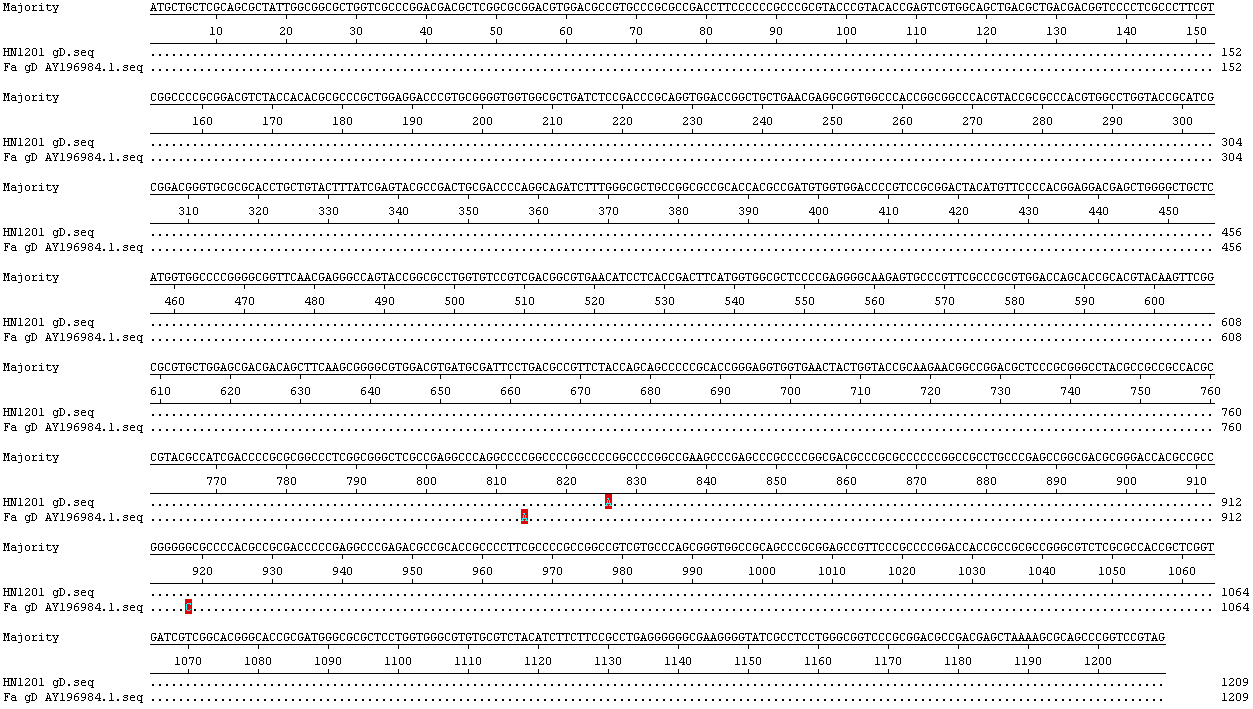 Majority ATGCTGCTCGCAGCGCTATTGGCGGCGCTGGTCGCCCGGACGACGCTCGGCGCGGACGTGGACGCCGTGCCCGCGCCGACCTTCCCCCCGCCCGCGTACCCGTACACCGAGTCGTGGCAGCTGACGCTGACGACGGTCCCCTCGCCCTTCGT
10 20 30 40 50 60 70 80 90 100 110 120 130 140 150
HN1201 gD.seq ........................................................................................................................................................ 152
Fa gD AY196984.1.seq ........................................................................................................................................................ 152
Majority CGGCCCCGCGGACGTCTACCACACGCGCCCGCTGGAGGACCCGTGCGGGGTGGTGGCGCTGATCTCCGACCCGCAGGTGGACCGGCTGCTGAACGAGGCGGTGGCCCACCGGCGGCCCACGTACCGCGCCCACGTGGCCTGGTACCGCATCG
160 170 180 190 200 210 220 230 240 250 260 270 280 290 300
HN1201 gD.seq ........................................................................................................................................................ 304
Fa gD AY196984.1.seq ........................................................................................................................................................ 304
Majority CGGACGGGTGCGCGCACCTGCTGTACTTTATCGAGTACGCCGACTGCGACCCCAGGCAGATCTTTGGGCGCTGCCGGCGCCGCACCACGCCGATGTGGTGGACCCCGTCCGCGGACTACATGTTCCCCACGGAGGACGAGCTGGGGCTGCTC
310 320 330 340 350 360 370 380 390 400 410 420 430 440 450
HN1201 gD.seq ........................................................................................................................................................ 456
Fa gD AY196984.1.seq ........................................................................................................................................................ 456
Majority ATGGTGGCCCCGGGGCGGTTCAACGAGGGCCAGTACCGGCGCCTGGTGTCCGTCGACGGCGTGAACATCCTCACCGACTTCATGGTGGCGCTCCCCGAGGGGCAAGAGTGCCCGTTCGCCCGCGTGGACCAGCACCGCACGTACAAGTTCGG
460 470 480 490 500 510 520 530 540 550 560 570 580 590 600
HN1201 gD.seq ........................................................................................................................................................ 608
Fa gD AY196984.1.seq ........................................................................................................................................................ 608
Majority CGCGTGCTGGAGCGACGACAGCTTCAAGCGGGGCGTGGACGTGATGCGATTCCTGACGCCGTTCTACCAGCAGCCCCCGCACCGGGAGGTGGTGAACTACTGGTACCGCAAGAACGGCCGGACGCTCCCGCGGGCCTACGCCGCCGCCACGC
610 620 630 640 650 660 670 680 690 700 710 720 730 740 750 760
HN1201 gD.seq ........................................................................................................................................................ 760
Fa gD AY196984.1.seq ........................................................................................................................................................ 760
Majority CGTACGCCATCGACCCCGCGCGGCCCTCGGCGGGCTCGCCGAGGCCCAGGCCCCGGCCCCGGCCCCGGCCCCGGCCGAAGCCCGAGCCCGCCCCGGCGACGCCCGCGCCCCCCGGCCGCCTGCCCGAGCCGGCGACGCGGGACCACGCCGCC
770 780 790 800 810 820 830 840 850 860 870 880 890 900 910
HN1201 gD.seq .................................................................A...................................................................................... 912
Fa gD AY196984.1.seq .....................................................A.................................................................................................. 912
Majority GGGGGGCGCCCCACGCCGCGACCCCCGAGGCCCGAGACGCCGCACCGCCCCTTCGCCCCGCCGGCCGTCGTGCCCAGCGGGTGGCCGCAGCCCGCGGAGCCGTTCCCGCCCCGGACCACCGCCGCGCCGGGCGTCTCGCGCCACCGCTCGGT
920 930 940 950 960 970 980 990 1000 1010 1020 1030 1040 1050 1060
HN1201 gD.seq ........................................................................................................................................................ 1064
Fa gD AY196984.1.seq .....C.................................................................................................................................................. 1064
Majority GATCGTCGGCACGGGCACCGCGATGGGCGCGCTCCTGGTGGGCGTGTGCGTCTACATCTTCTTCCGCCTGAGGGGGGCGAAGGGGTATCGCCTCCTGGGCGGTCCCGCGGACGCCGACGAGCTAAAAGCGCAGCCCGGTCCGTAG
1070 1080 1090 1100 1110 1120 1130 1140 1150 1160 1170 1180 1190 1200
HN1201 gD.seq ................................................................................................................................................. 1209
Fa gD AY196984.1.seq ................................................................................................................................................. 1209